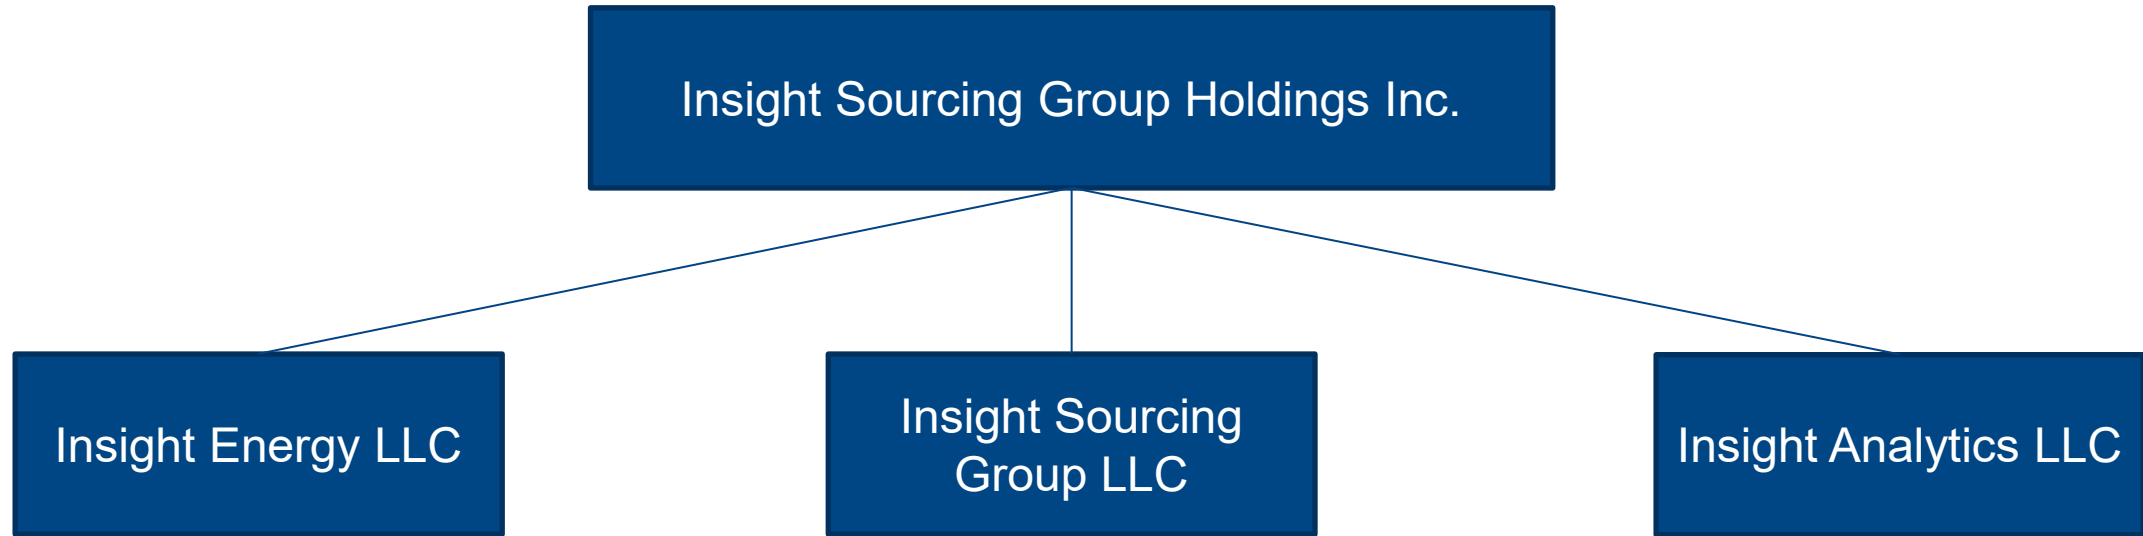 Insight Sourcing Group Holdings Inc.
Insight Energy LLC
Insight Sourcing
Group LLC
Insight Analytics LLC